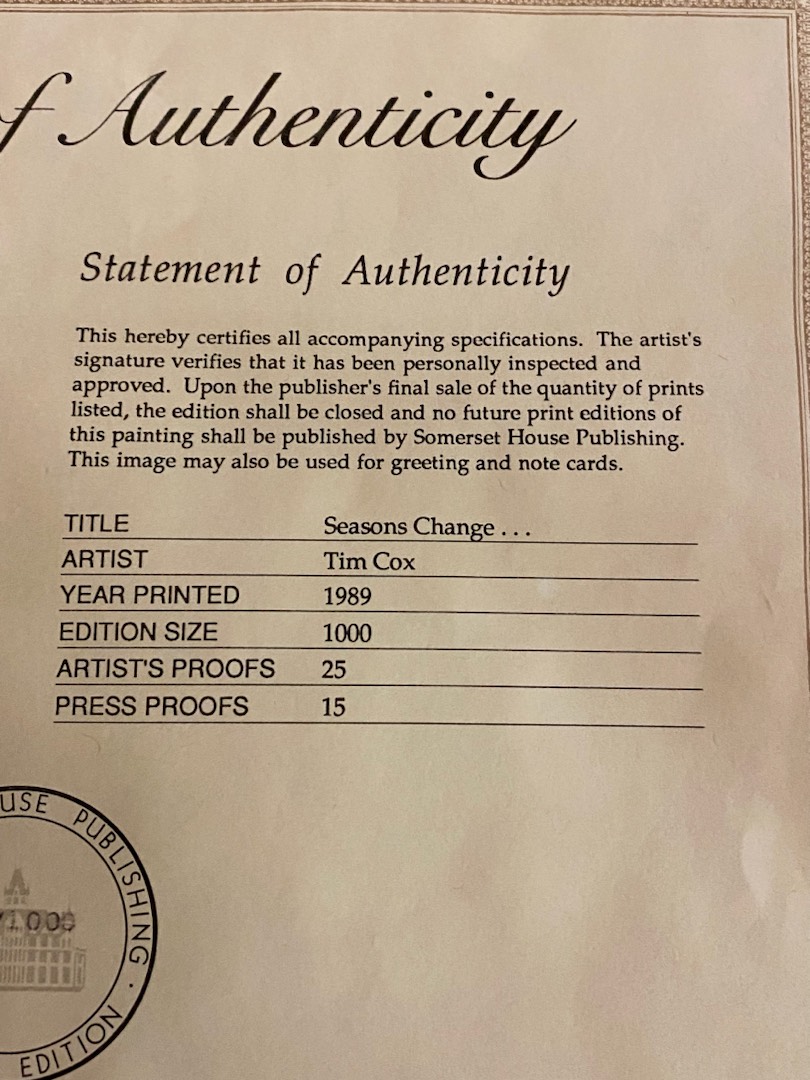 f Authenticity
Statement of Authenticity
This hereby certifies all accompanying specifications. The artist's
signature verifies that it has been personally inspected and
approved. Upon the publisher's final sale of the quantity of prints
listed, the edition shall be closed and no future print editions of
this painting shall be published by Somerset House Publishing.
This image may also be used for greeting and note cards.
TITLE Seasons Change . . .
ARTIST Tim Cox
YEAR PRINTED 1989
EDITION SIZE 1000
ARTIST'S PROOFS 25
PRESS PROOFS 15
USE PUBLISHING · EDITION
/1000